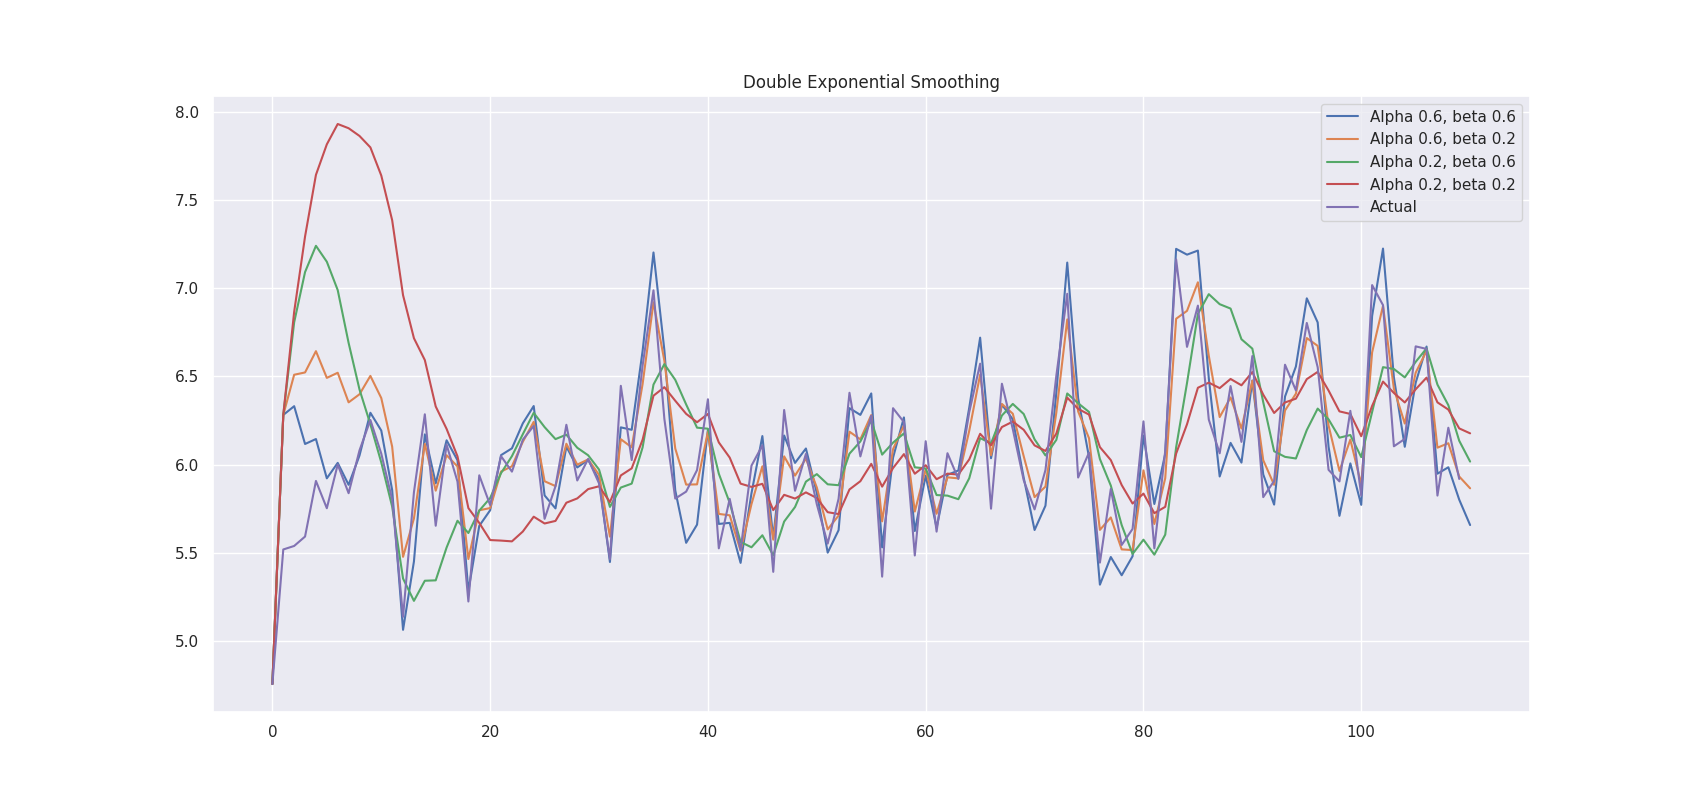 Double Exponential Smoothing
8.0
7.5
7.0
6.5
6.0
5.5
5.0
0
20
40
60
80
100
Alpha 0.6, beta 0.6
Alpha 0.6, beta 0.2
Alpha 0.2, beta 0.6
Alpha 0.2, beta 0.2
Actual